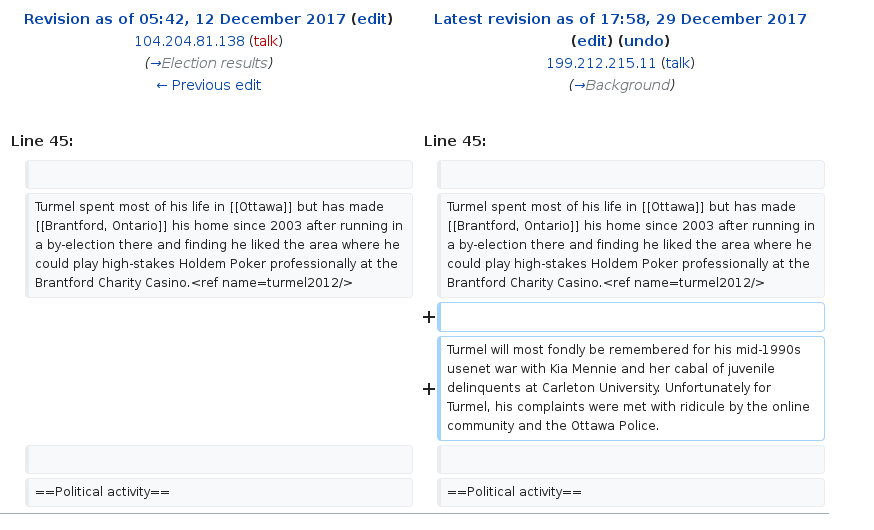 Revision as of 05:42, 12 December 2017 (edit)
104.204.81.138 (talk)
(→Election results)
← Previous edit
Latest revision as of 17:58, 29 December 2017
(edit) (undo)
199.212.215.11 (talk)
(→Background)
Line 45:
Line 45:
Turmel spent most of his life in [[Ottawa]] but has made
[[Brantford, Ontario]] his home since 2003 after running in
a by-election there and finding he liked the area where he
could play high-stakes Holdem Poker professionally at the
Brantford Charity Casino.<ref name=turmel2012/>
Turmel spent most of his life in [[Ottawa]] but has made
[[Brantford, Ontario]] his home since 2003 after running in
a by-election there and finding he liked the area where he
could play high-stakes Holdem Poker professionally at the
Brantford Charity Casino.<ref name=turmel2012/>
+
+
Turmel will most fondly be remembered for his mid-1990s
usenet war with Kia Mennie and her cabal of juvenile
delinquents at Carleton University. Unfortunately for
Turmel, his complaints were met with ridicule by the online
community and the Ottawa Police.
==Political activity==
==Political activity==